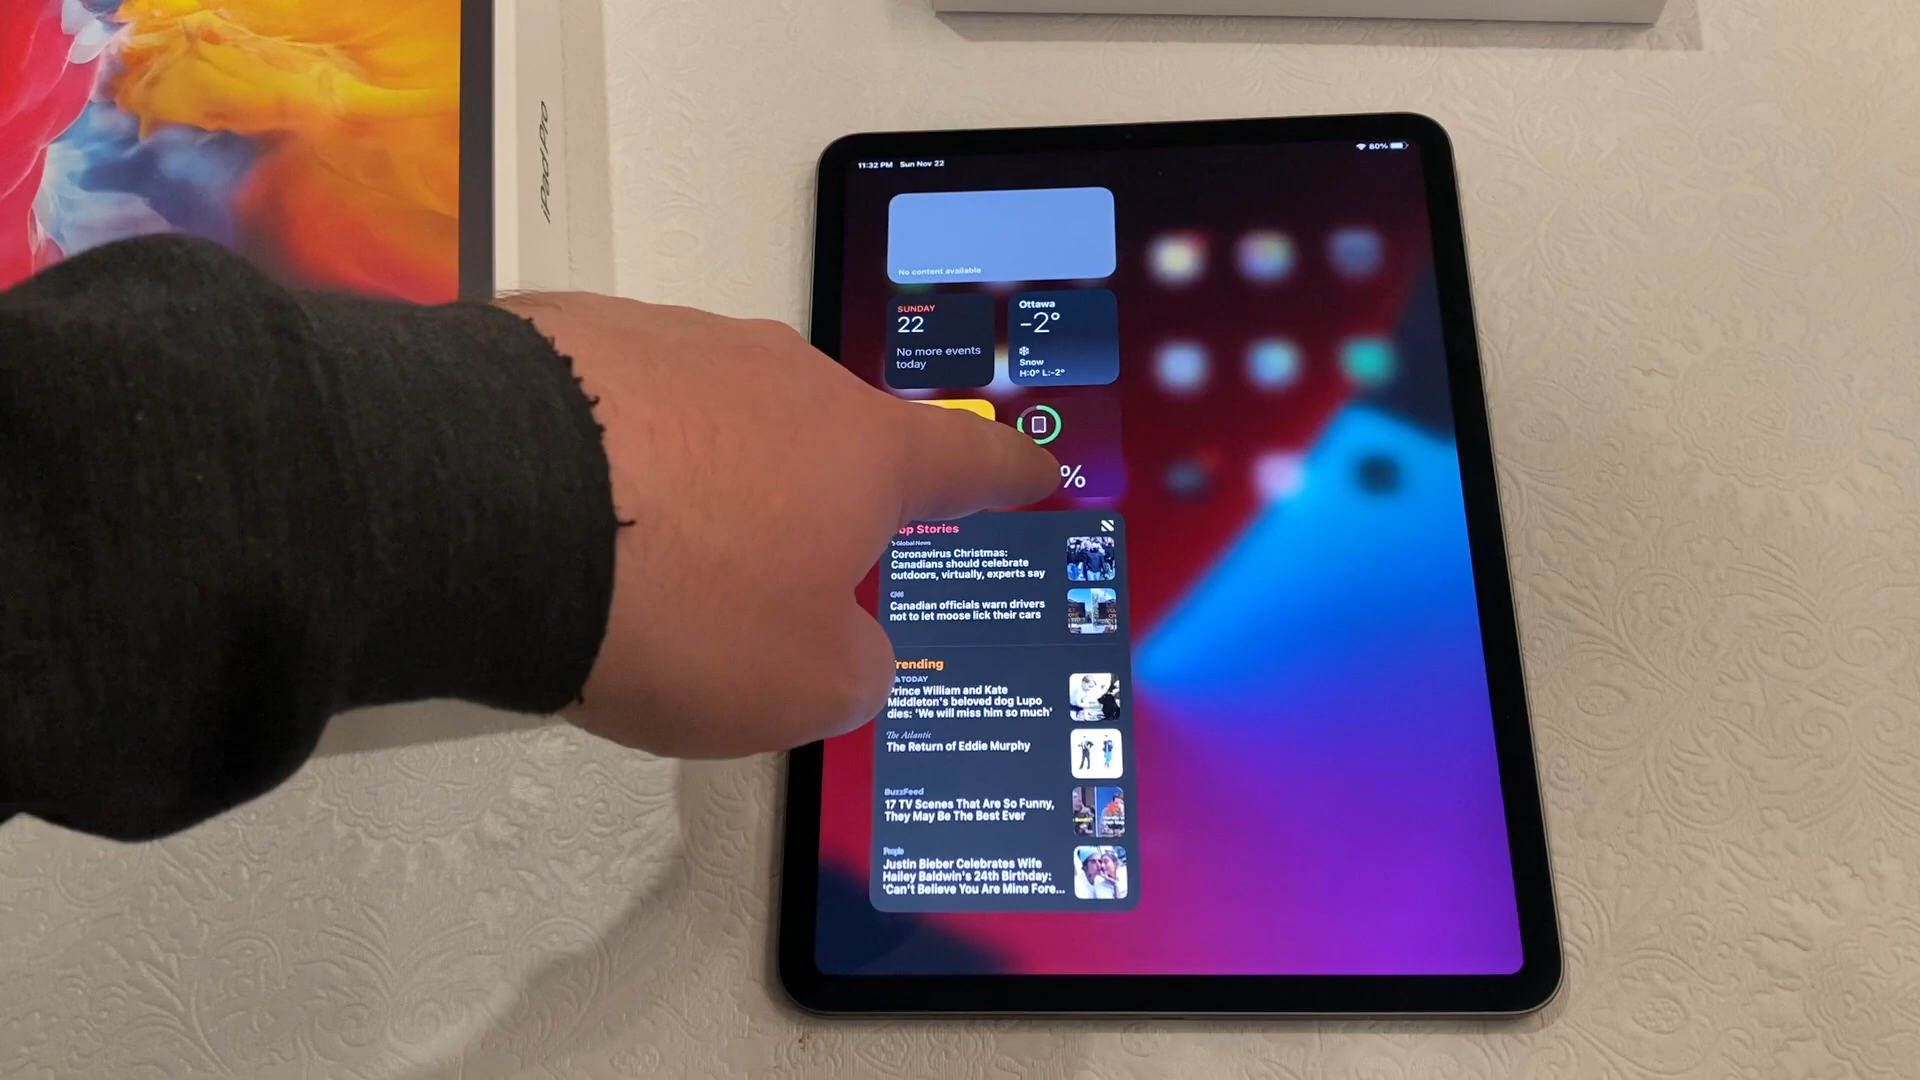 iPad Pro
11:32 PM Sun Nov 22
80%
No content available
SUNDAY
22
No more events
today
Ottawa
-2°
Snow
H:0° L:-2°
%
op Stories
Global News
Coronavirus Christmas:
Canadians should celebrate
outdoors, virtually, experts say
CNN
Canadian officials warn drivers
not to let moose lick their cars
Trending
TODAY
Prince William and Kate
Middleton's beloved dog Lupo
dies: 'We will miss him so much'
The Atlantic
The Return of Eddie Murphy
BuzzFeed
17 TV Scenes That Are So Funny,
They May Be The Best Ever
People
Justin Bieber Celebrates Wife
Hailey Baldwin's 24th Birthday:
'Can't Believe You Are Mine Fore...